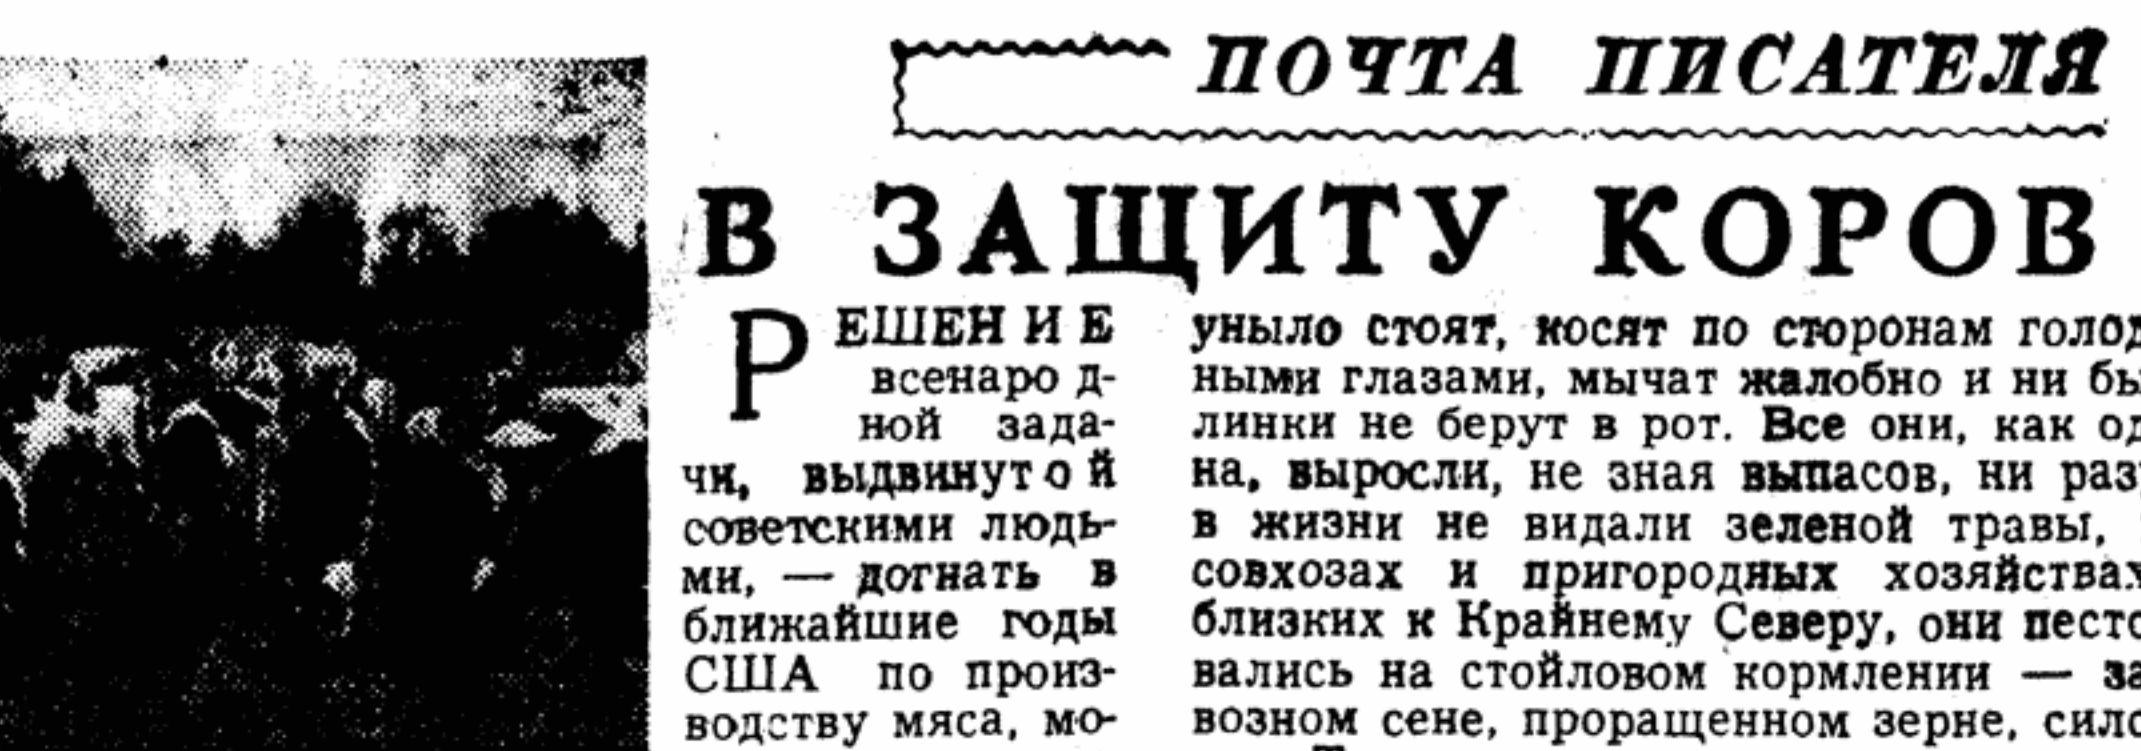 ПОЧТА ПИСАТЕЛЯ
В ЗАЩИТУ КОРОВ
РЕШЕНИЕ
всенарод-
ной зада-
чи, выдвинутой
советскими людь-
ми, — догнать в
ближайшие годы
США по произ-
водству мяса, мо-
уныло стоят, косят по сторонам голод
ными глазами, мычат жалобно и ни бы
линки не берут в рот. Все они, как од
на, выросли, не зная выпасов, ни раз
в жизни не видали зеленой травы,
совхозах и пригородных хозяйствах
близких к Крайнему Северу, они песто
вались на стойловом кормлении — за
возном сене, проращенном зерне, сило